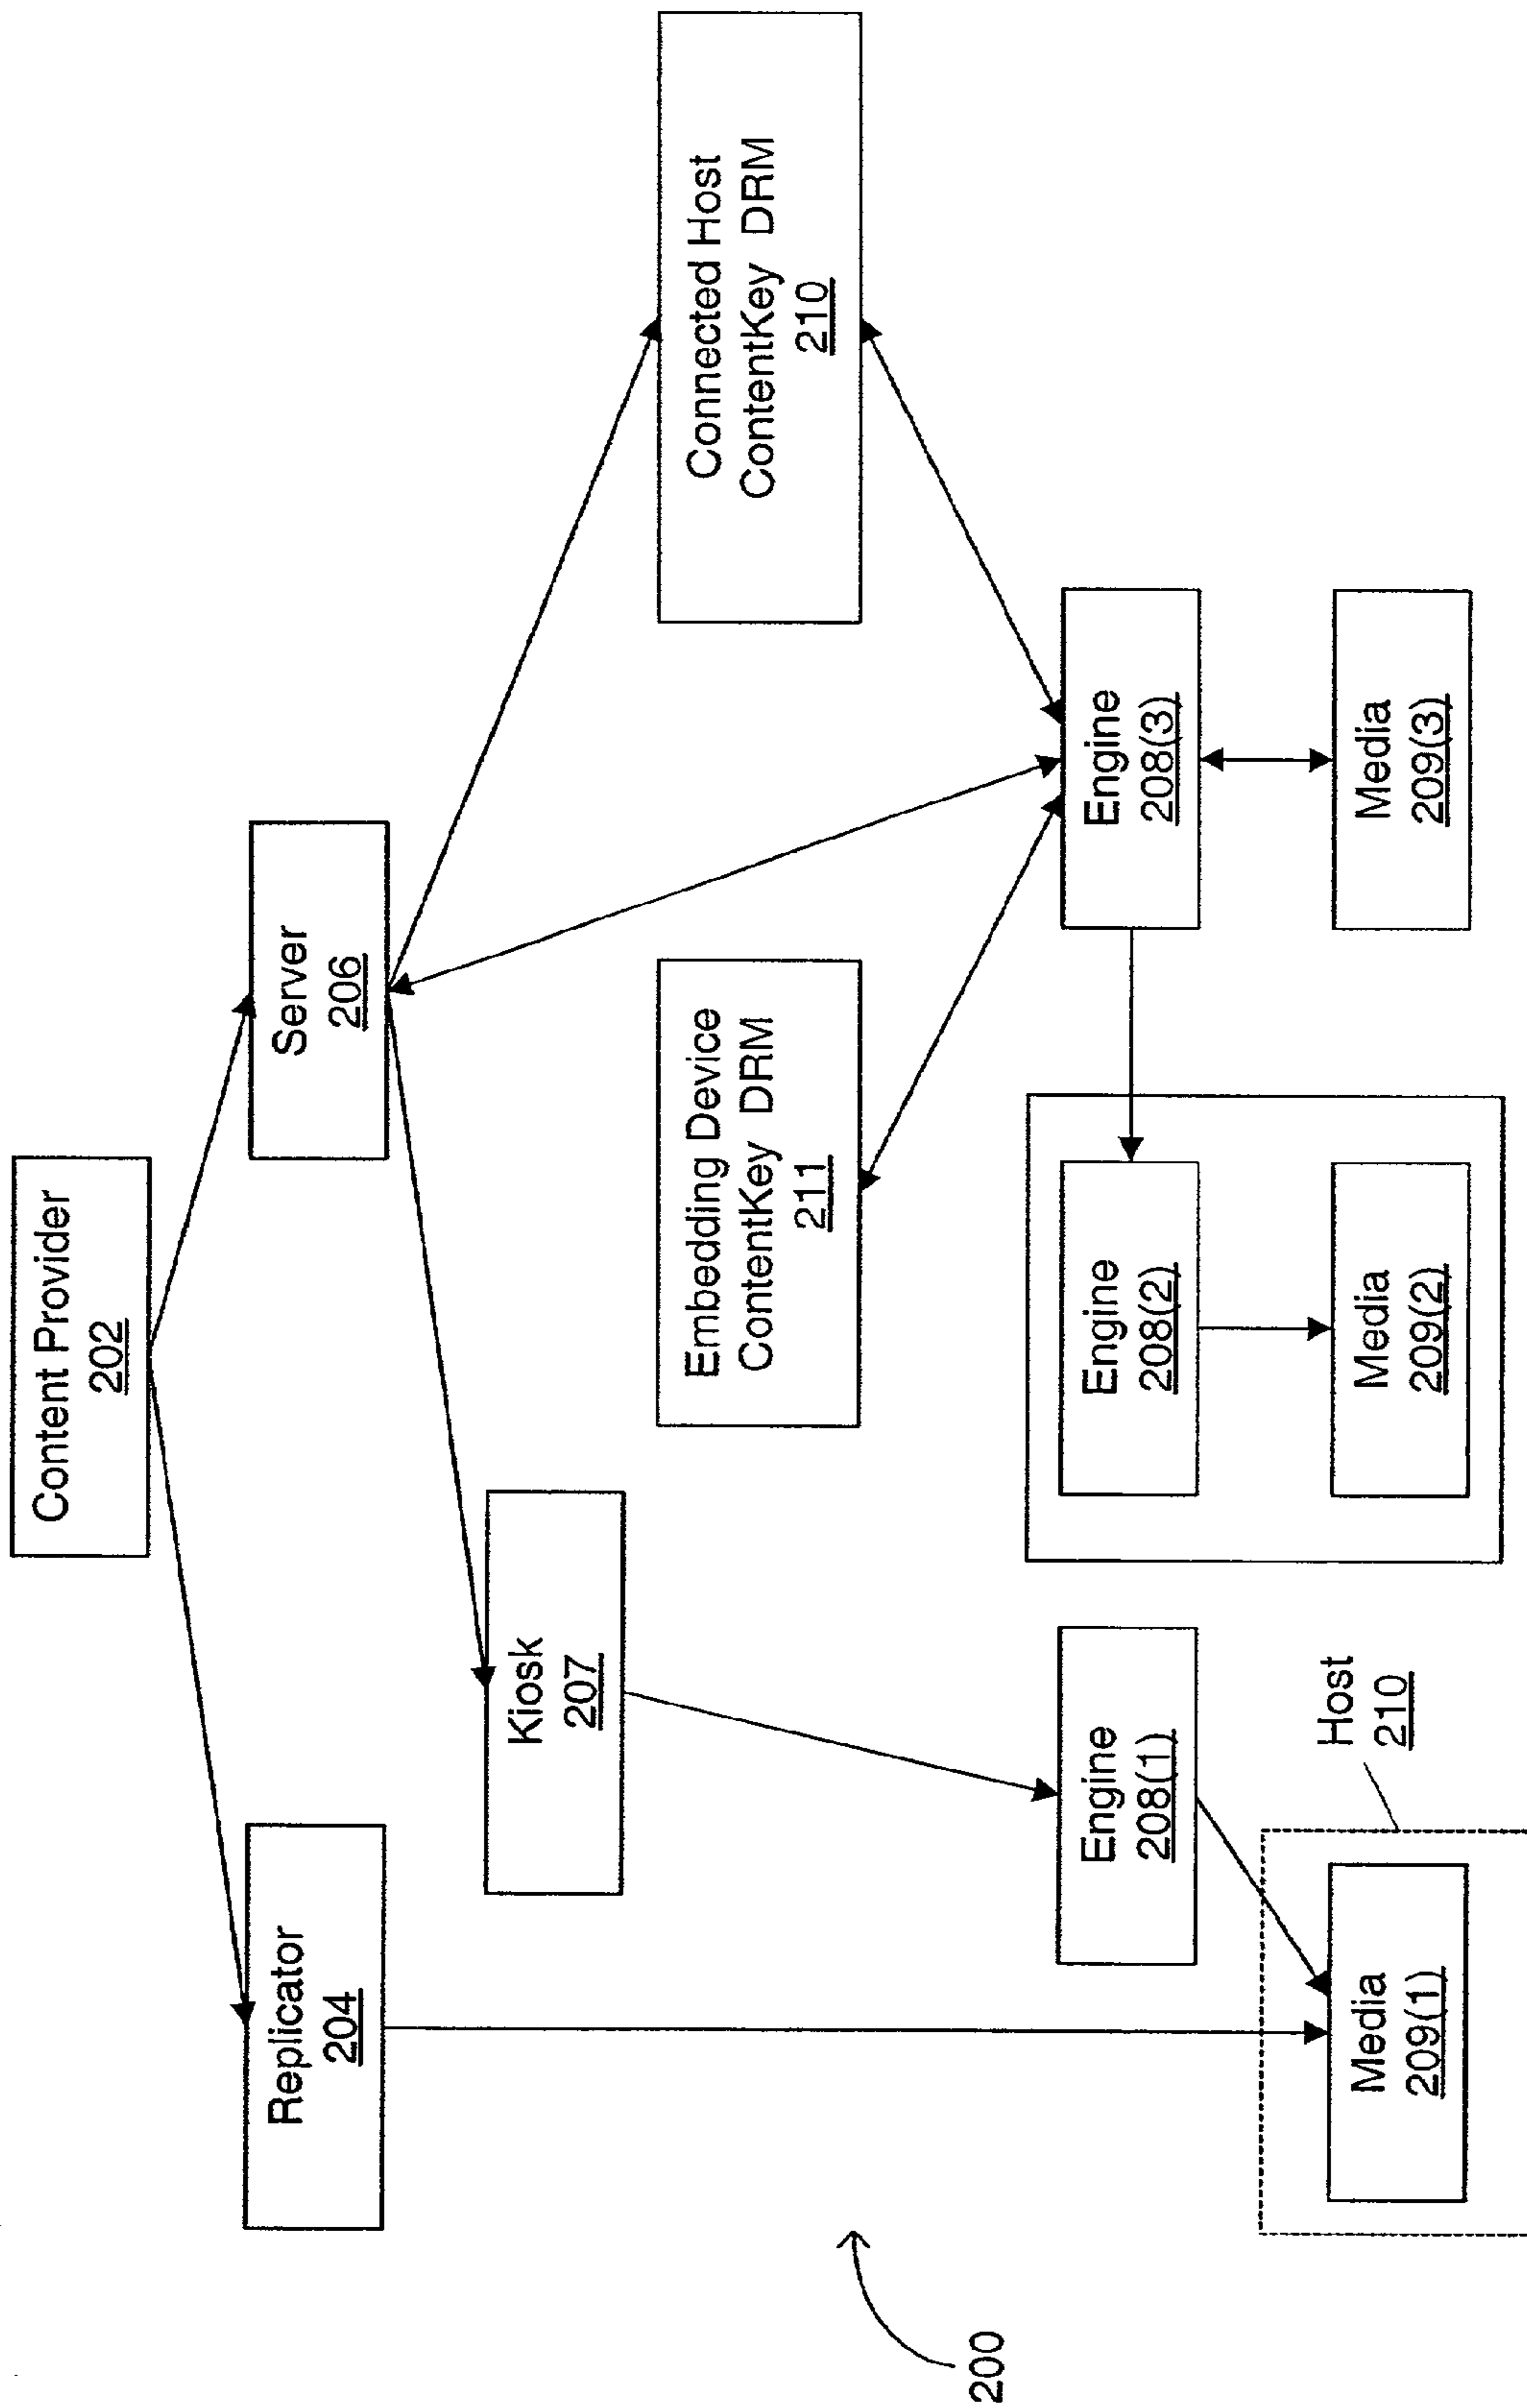 Content Provider
202
Replicator
204
Server
206
Kiosk
207
Embedding Device
ContentKey DRM
211
Connected Host
ContentKey DRM
210
Engine
208(1)
Engine
208(2)
Engine
208(3)
Media
209(1)
Host
210
Media
209(2)
Media
209(3)
200